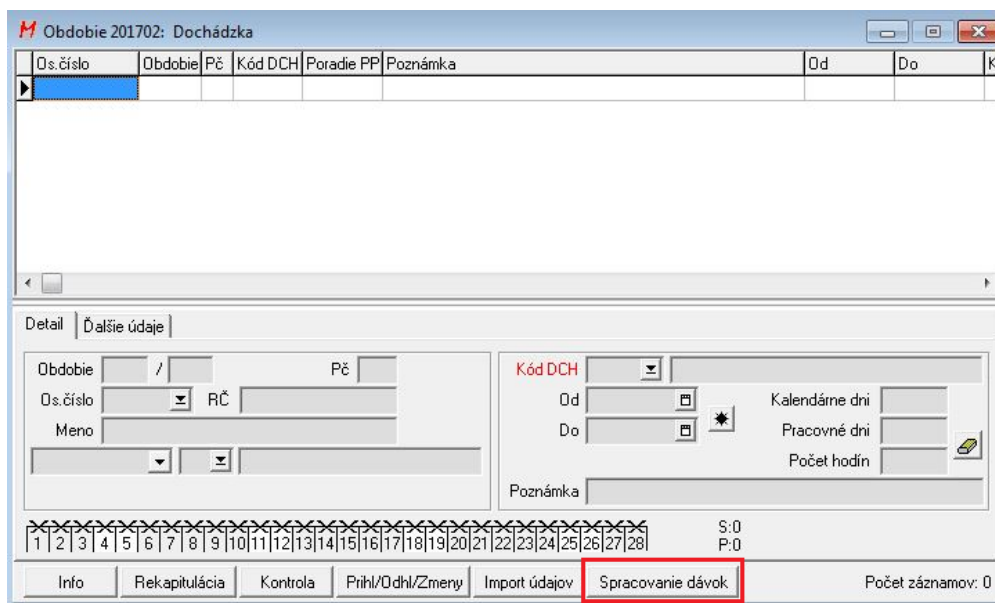 M Obdobie 201702: Dochádzka
Os.číslo Obdobie Pč Kód DCH Poradie PP Poznámka Od Do K
Detail Ďalšie údaje
Obdobie / Pč
Os.číslo RČ
Meno
Kód DCH
Od Kalendárne dni
Do Pracovné dni
Počet hodín
Poznámka
1 2 3 4 5 6 7 8 9 10 11 12 13 14 15 16 17 18 19 20 21 22 23 24 25 26 27 28
S:0
P:0
Info Rekapitulácia Kontrola Prihl/Odhl/Zmeny Import údajov Spracovanie dávok Počet záznamov: 0